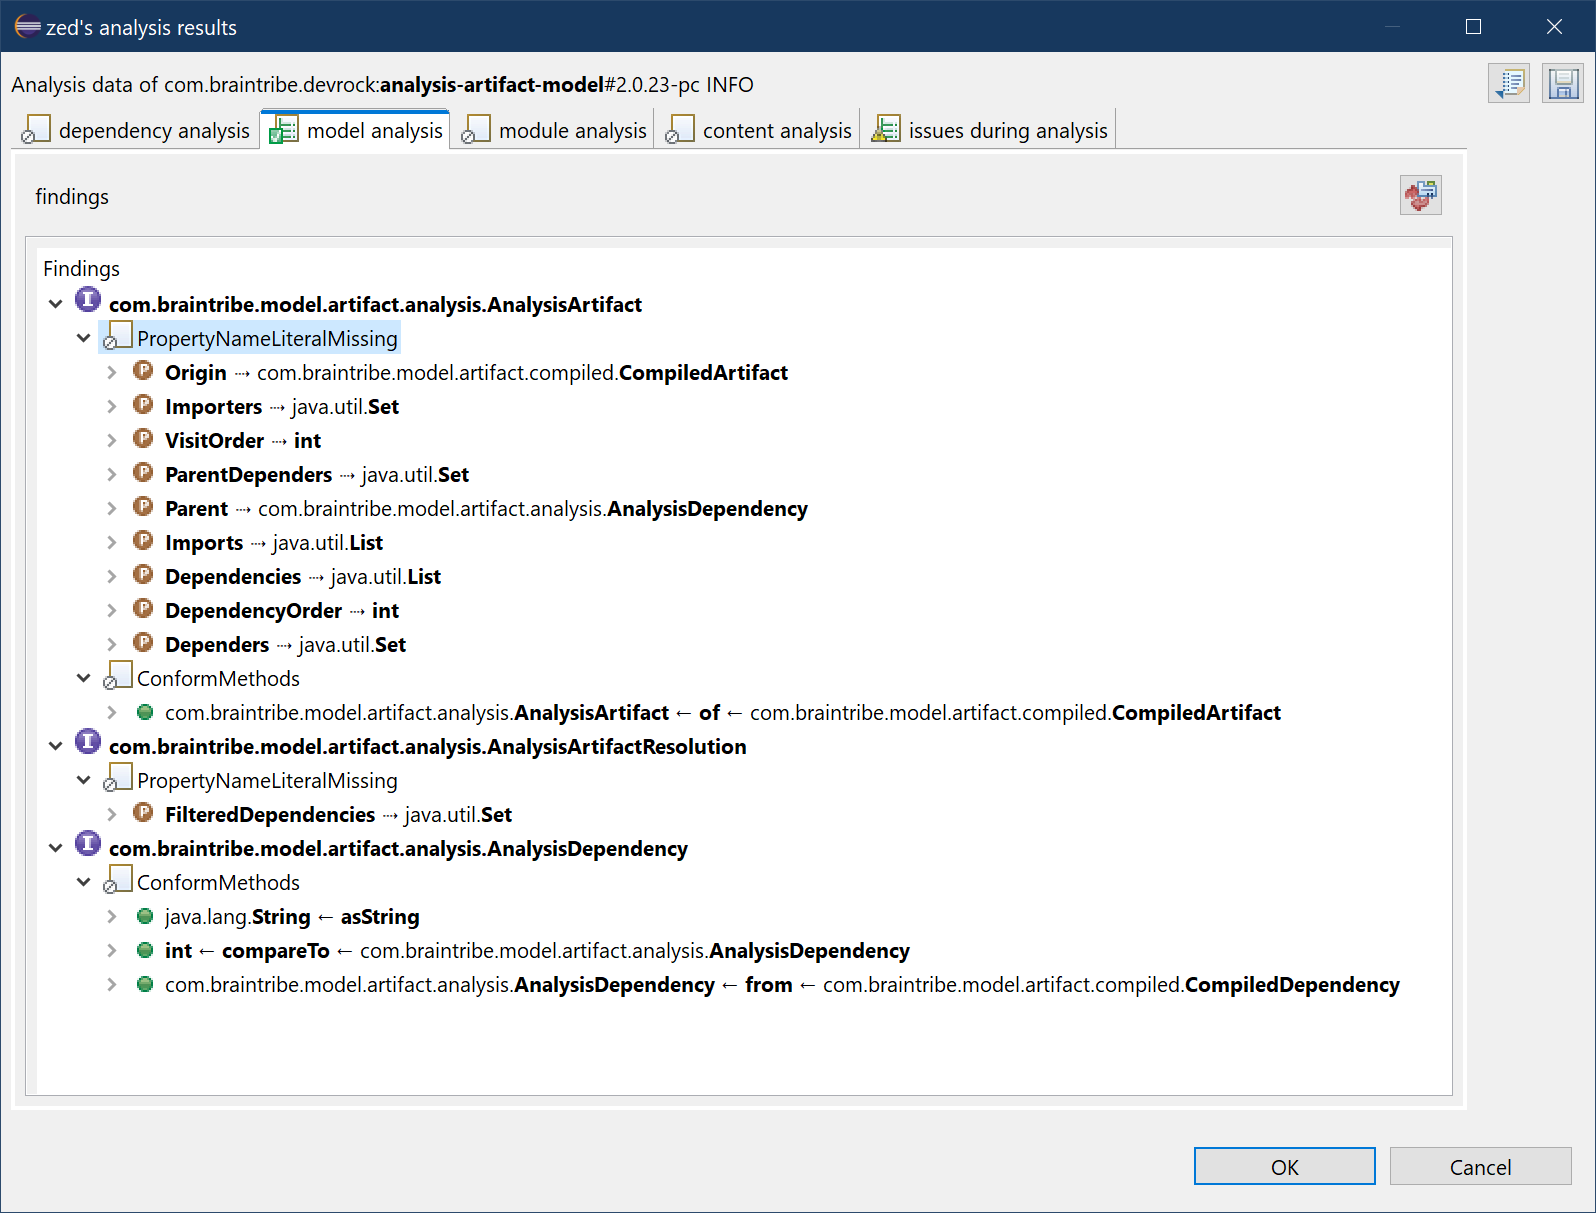 zed's analysis results
Analysis data of com.braintribe.devrock:analysis-artifact-model#2.0.23-pc INFO
dependency analysis model analysis module analysis content analysis issues during analysis
findings
Findings
com.braintribe.model.artifact.analysis.AnalysisArtifact
PropertyNameLiteralMissing
Origin ⤏ com.braintribe.model.artifact.compiled.CompiledArtifact
Importers ⤏ java.util.Set
VisitOrder ⤏ int
ParentDependers ⤏ java.util.Set
Parent ⤏ com.braintribe.model.artifact.analysis.AnalysisDependency
Imports ⤏ java.util.List
Dependencies ⤏ java.util.List
DependencyOrder ⤏ int
Dependers ⤏ java.util.Set
ConformMethods
com.braintribe.model.artifact.analysis.AnalysisArtifact ← of ← com.braintribe.model.artifact.compiled.CompiledArtifact
com.braintribe.model.artifact.analysis.AnalysisArtifactResolution
PropertyNameLiteralMissing
FilteredDependencies ⤏ java.util.Set
com.braintribe.model.artifact.analysis.AnalysisDependency
ConformMethods
java.lang.String ← asString
int ← compareTo ← com.braintribe.model.artifact.analysis.AnalysisDependency
com.braintribe.model.artifact.analysis.AnalysisDependency ← from ← com.braintribe.model.artifact.compiled.CompiledDependency
OK Cancel